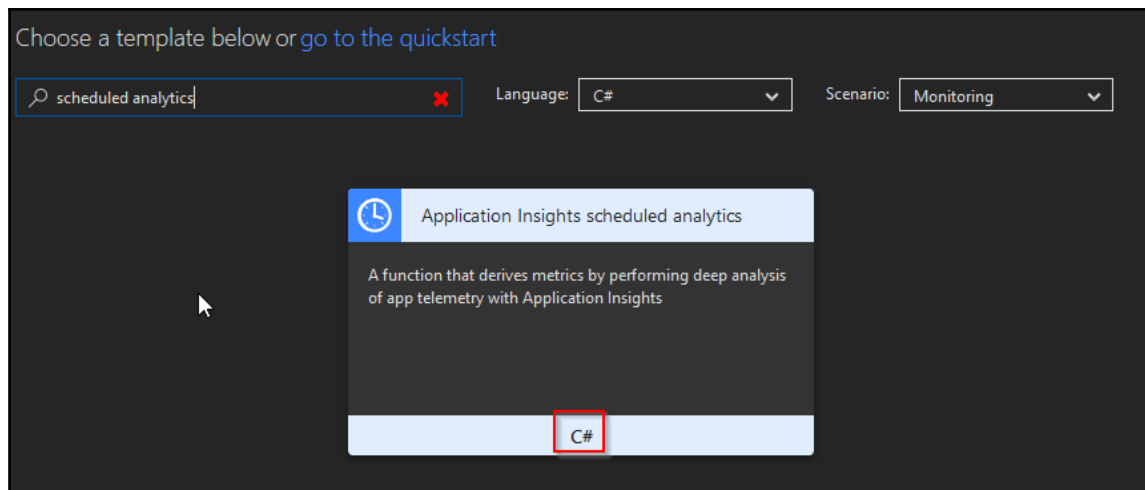 Choose a template below or go to the quickstart
scheduled analytics
Language: C#
Scenario: Monitoring
Application Insights scheduled analytics
A function that derives metrics by performing deep analysis
of app telemetry with Application Insights
C#